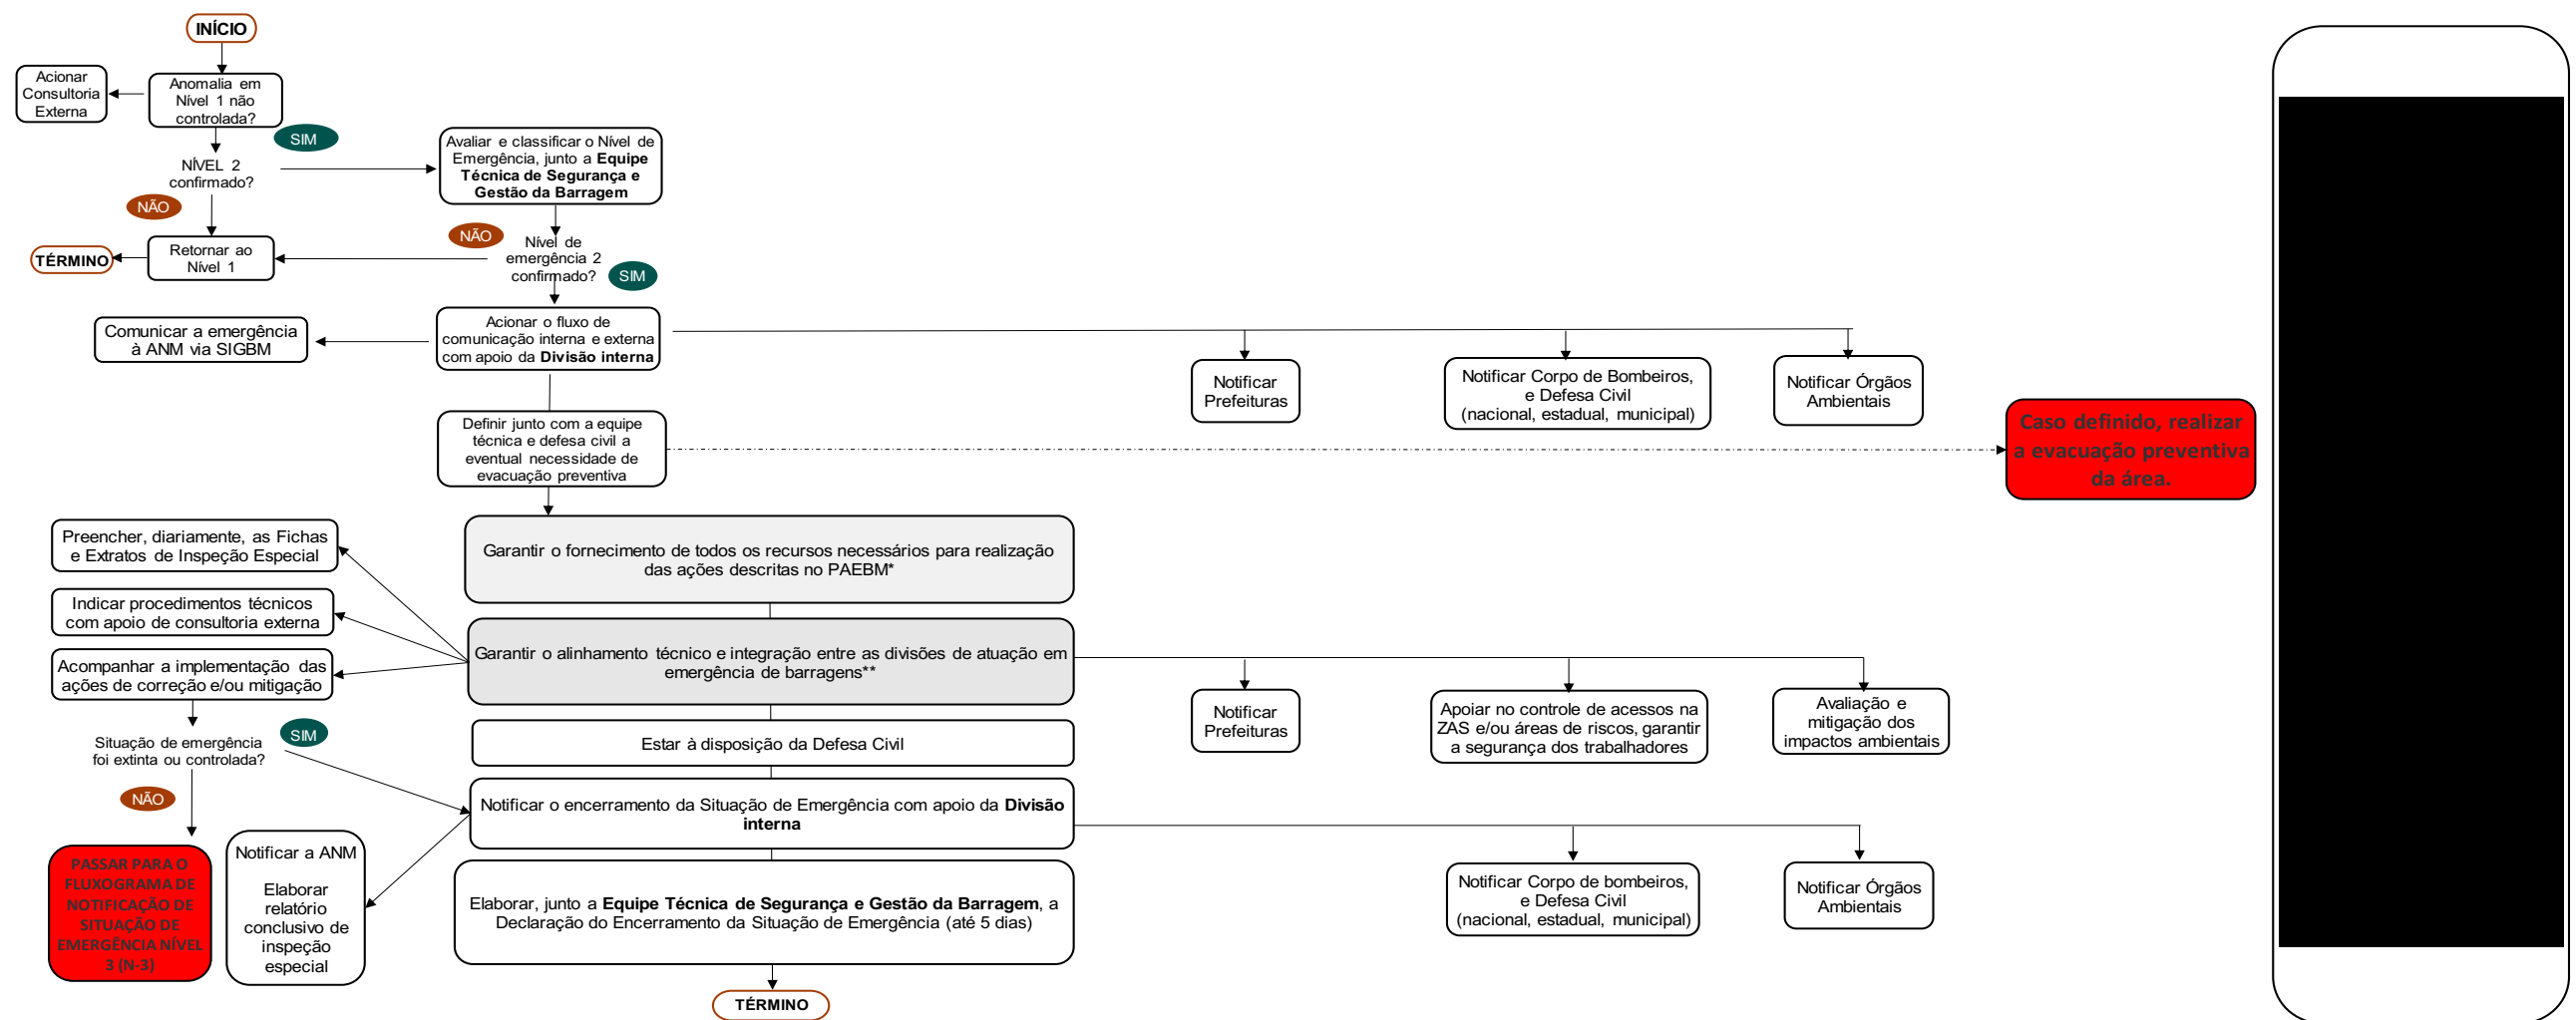 INÍCIO
Acionar
Consultoria
Externa
Anomalia em
Nível 1 não
controlada?
SIM
NÍVEL 2
confirmado?
NÃO
Avaliar e classificar o Nível de
Emergência, junto a Equipe
Técnica de Segurança e
Gestão da Barragem
TÉRMINO
Retornar ao
Nível 1
NÃO
Nível de
emergência 2
confirmado?
SIM
Comunicar a emergência
à ANM via SIGBM
Acionar o fluxo de
comunicação interna e externa
com apoio da Divisão interna
Notificar
Prefeituras
Notificar Corpo de Bombeiros,
e Defesa Civil
(nacional, estadual, municipal)
Notificar Órgãos
Ambientais
Definir junto com a equipe
técnica e defesa civil a
eventual necessidade de
evacuação preventiva
Caso definido, realizar
a evacuação preventiva
da área.
Preencher, diariamente, as Fichas
e Extratos de Inspeção Especial
Garantir o fornecimento de todos os recursos necessários para realização
das ações descritas no PAEBM*
Indicar procedimentos técnicos
com apoio de consultoria externa
Acompanhar a implementação das
ações de correção e/ou mitigação
Garantir o alinhamento técnico e integração entre as divisões de atuação em
emergência de barragens**
Notificar
Prefeituras
Apoiar no controle de acessos na
ZAS e/ou áreas de riscos, garantir
a segurança dos trabalhadores
Avaliação e
mitigação dos
impactos ambientais
Situação de emergência
foi extinta ou controlada?
SIM
NÃO
Estar à disposição da Defesa Civil
Notificar o encerramento da Situação de Emergência com apoio da Divisão
interna
PASSAR PARA O
FLUXOGRAMA DE
NOTIFICAÇÃO DE
SITUAÇÃO DE
EMERGÊNCIA NÍVEL
3 (N-3)
Notificar a ANM
Elaborar
relatório
conclusivo de
inspeção
especial
Elaborar, junto a Equipe Técnica de Segurança e Gestão da Barragem, a
Declaração do Encerramento da Situação de Emergência (até 5 dias)
Notificar Corpo de bombeiros,
e Defesa Civil
(nacional, estadual, municipal)
Notificar Órgãos
Ambientais
TÉRMINO